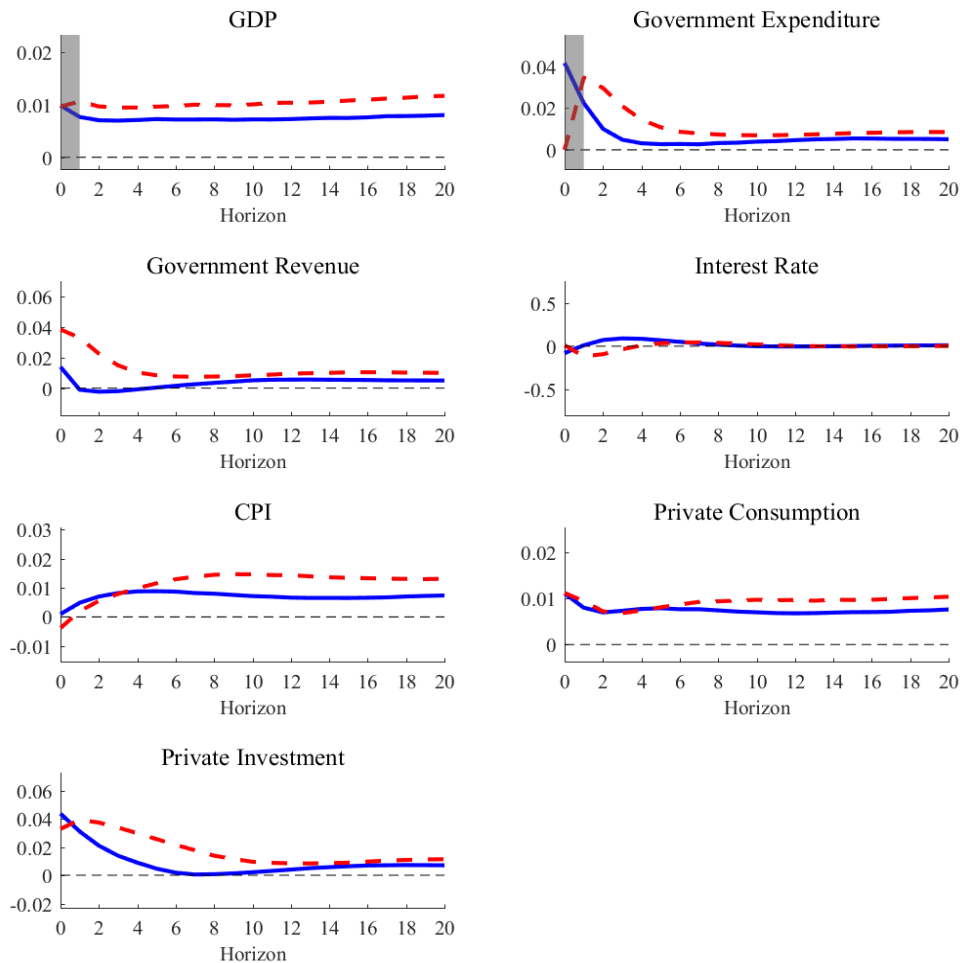 GDP
0.02
0.01
0
0 2 4 6 8 10 12 14 16 18 20
Horizon
Government Expenditure
0.04
0.02
0
0 2 4 6 8 10 12 14 16 18 20
Horizon
Government Revenue
0.06
0.04
0.02
0
0 2 4 6 8 10 12 14 16 18 20
Horizon
Interest Rate
0.5
0
-0.5
0 2 4 6 8 10 12 14 16 18 20
Horizon
CPI
0.03
0.02
0.01
0
-0.01
0 2 4 6 8 10 12 14 16 18 20
Horizon
Private Consumption
0.02
0.01
0
0 2 4 6 8 10 12 14 16 18 20
Horizon
Private Investment
0.06
0.04
0.02
0
-0.02
0 2 4 6 8 10 12 14 16 18 20
Horizon